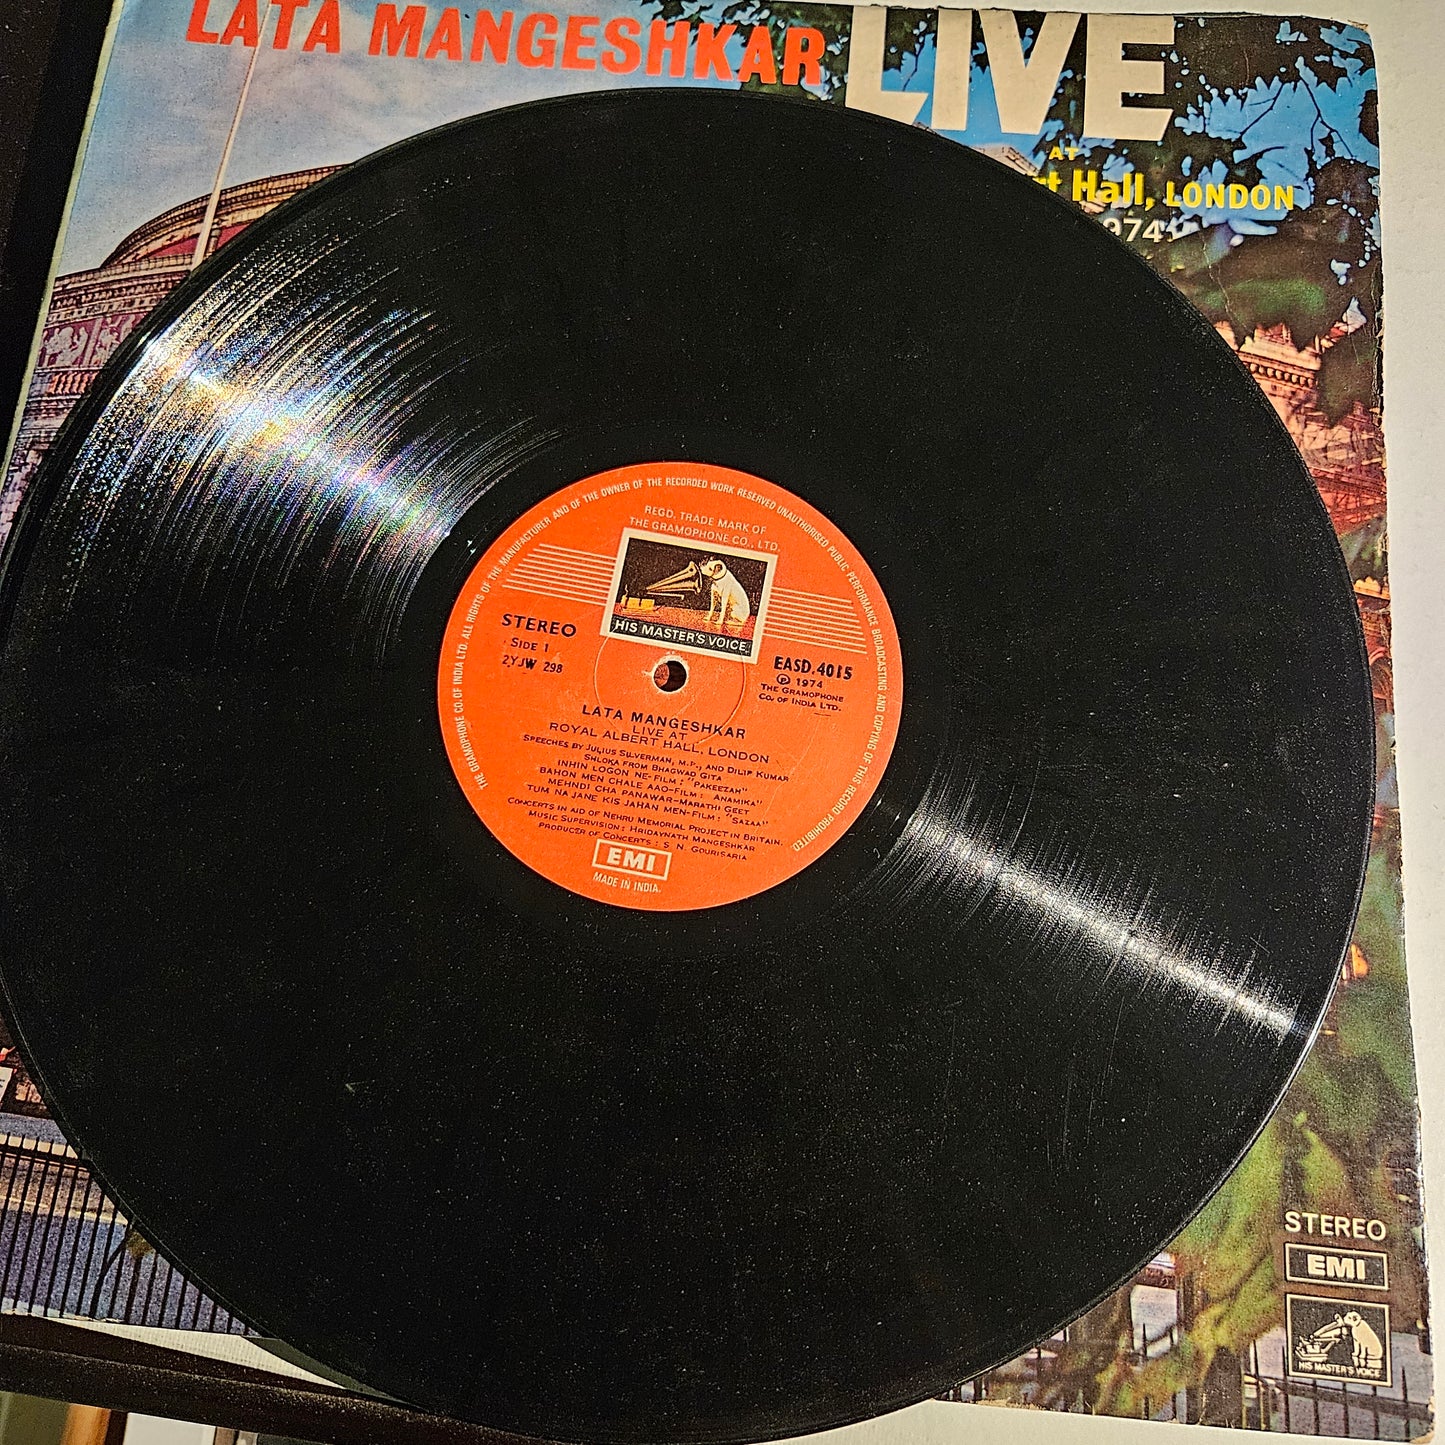 LATA MANGESHKAR LIVE
AT
rt Hall, LONDON
974
THE GRAMOPHONE CO. OF INDIA LTD. ALL RIGHTS OF THE MANUFACTURER AND OF THE OWNER OF THE RECORDED WORK RESERVED UNAUTHORISED PUBLIC PERFORMANCE BROADCASTING AND COPYING OF THIS RECORD PROHIBITED
REGD. TRADE MARK OF
THE GRAMOPHONE CO., LTD.
HIS MASTER'S VOICE
STEREO
Side 1
2YJW 298
EASD.4015
℗ 1974
THE GRAMOPHONE
CO. OF INDIA LTD.
LATA MANGESHKAR
LIVE AT
ROYAL ALBERT HALL, LONDON
SPEECHES BY JULIUS SILVERMAN, M.P., AND DILIP KUMAR
SHLOKA FROM BHAGWAD GITA
INHIN LOGON NE-FILM: "PAKEEZAH"
BAHON MEN CHALE AAO-FILM: ANAMIKA"
MEHNDI CHA PANAWAR-MARATHI GEET
TUM NA JANE KIS JAHAN MEN-FILM: "SAZAA"
CONCERTS IN AID OF NEHRU MEMORIAL PROJECT IN BRITAIN.
MUSIC SUPERVISION: HRIDAYNATH MANGESHKAR
PRODUCER OF CONCERTS: S. N. GOURISARIA
EMI
MADE IN INDIA.
STEREO
EMI
HIS MASTER'S VOICE